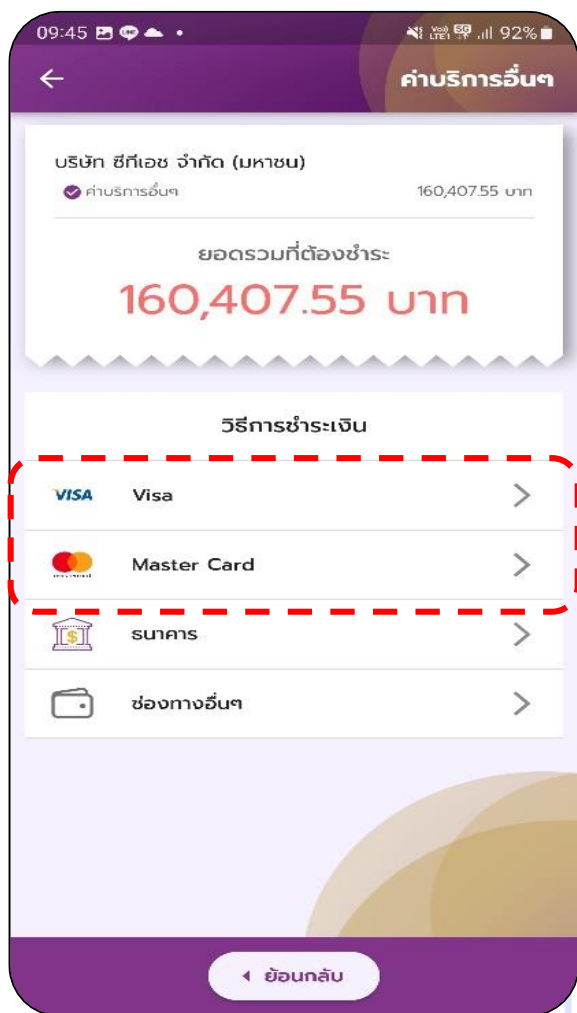 09:45
Vo)) 5G 92%
LTE1
ค่าบริการอื่นๆ
บริษัท ซีทีเอช จำกัด (มหาชน)
ค่าบริการอื่นๆ 160,407.55 บาท
ยอดรวมที่ต้องชำระ
160,407.55 บาท
วิธีการชำระเงิน
VISA Visa
Master Card
ธนาคาร
ช่องทางอื่นๆ
ย้อนกลับ